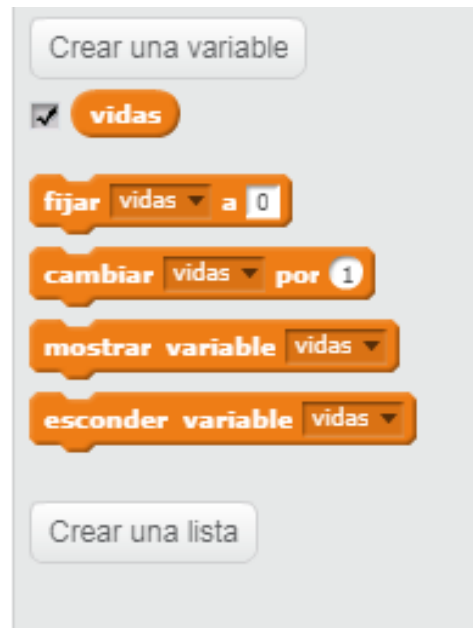 Crear una variable
vidas
fijar vidas a 0
cambiar vidas por 1
mostrar variable vidas
esconder variable vidas
Crear una lista